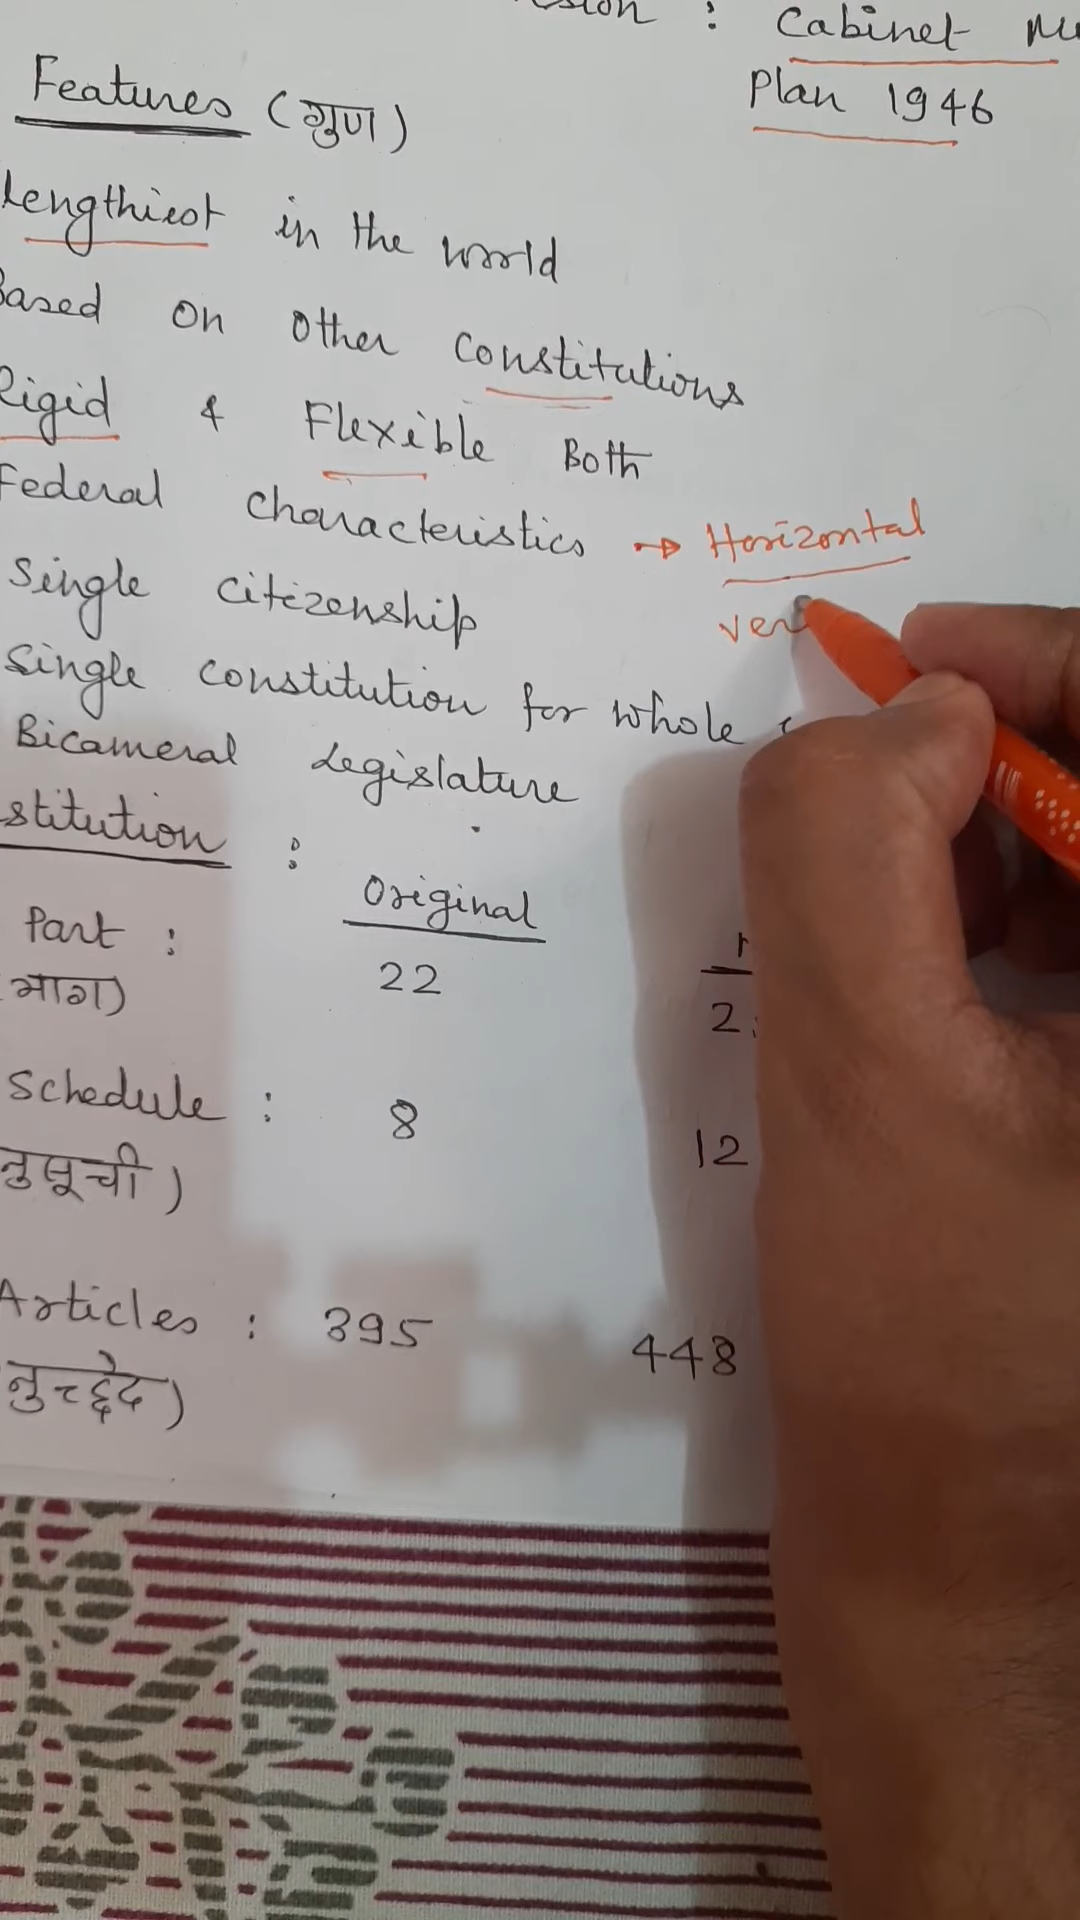 : Cabinet
Plan 1946
Features (गुण)
Lengthiest in the world
Based on other constitutions
Rigid & Flexible Both
Federal characteristics → Horizontal
ver
Single citizenship
Single constitution for whole
Bicameral Legislature
stitution :
Original
Part : 22
(भाग)
Schedule : 8 12
नुसूची)
Articles : 395 448
नुच्छेद)